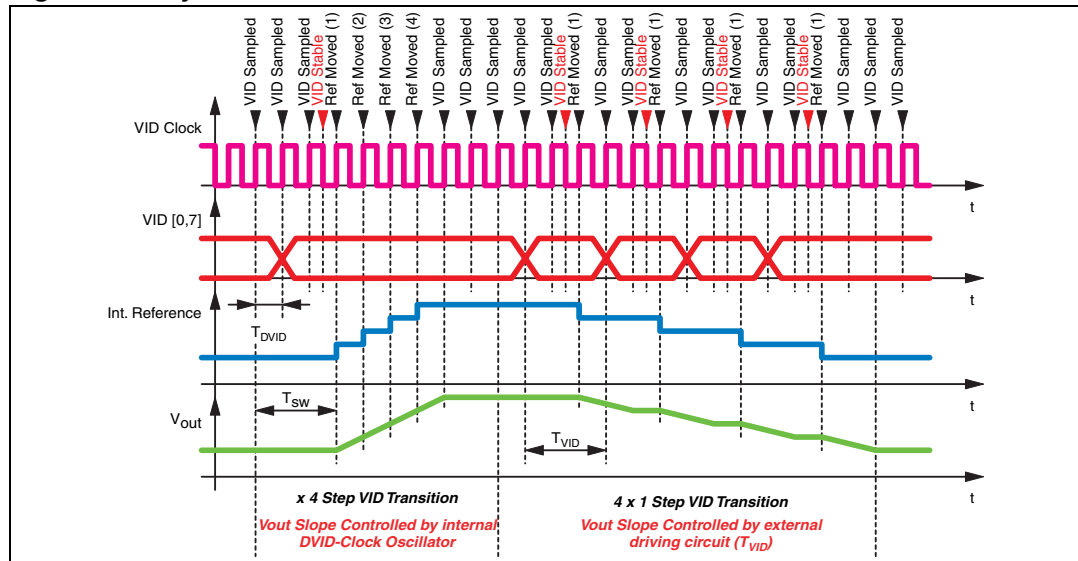 VID Sampled
VID Sampled
VID Sampled
VID Stable
Ref Moved (1)
Ref Moved (2)
Ref Moved (3)
Ref Moved (4)
VID Sampled
VID Sampled
VID Sampled
VID Sampled
VID Sampled
VID Stable
Ref Moved (1)
VID Sampled
VID Sampled
VID Stable
Ref Moved (1)
VID Sampled
VID Sampled
VID Stable
Ref Moved (1)
VID Sampled
VID Sampled
VID Stable
Ref Moved (1)
VID Sampled
VID Sampled
VID Sampled
VID Clock
t
VID [0,7]
t
Int. Reference
TDVID
t
TSW
Vout
TVID
t
x 4 Step VID Transition
4 x 1 Step VID Transition
Vout Slope Controlled by internal
DVID-Clock Oscillator
Vout Slope Controlled by external
driving circuit (TVID)